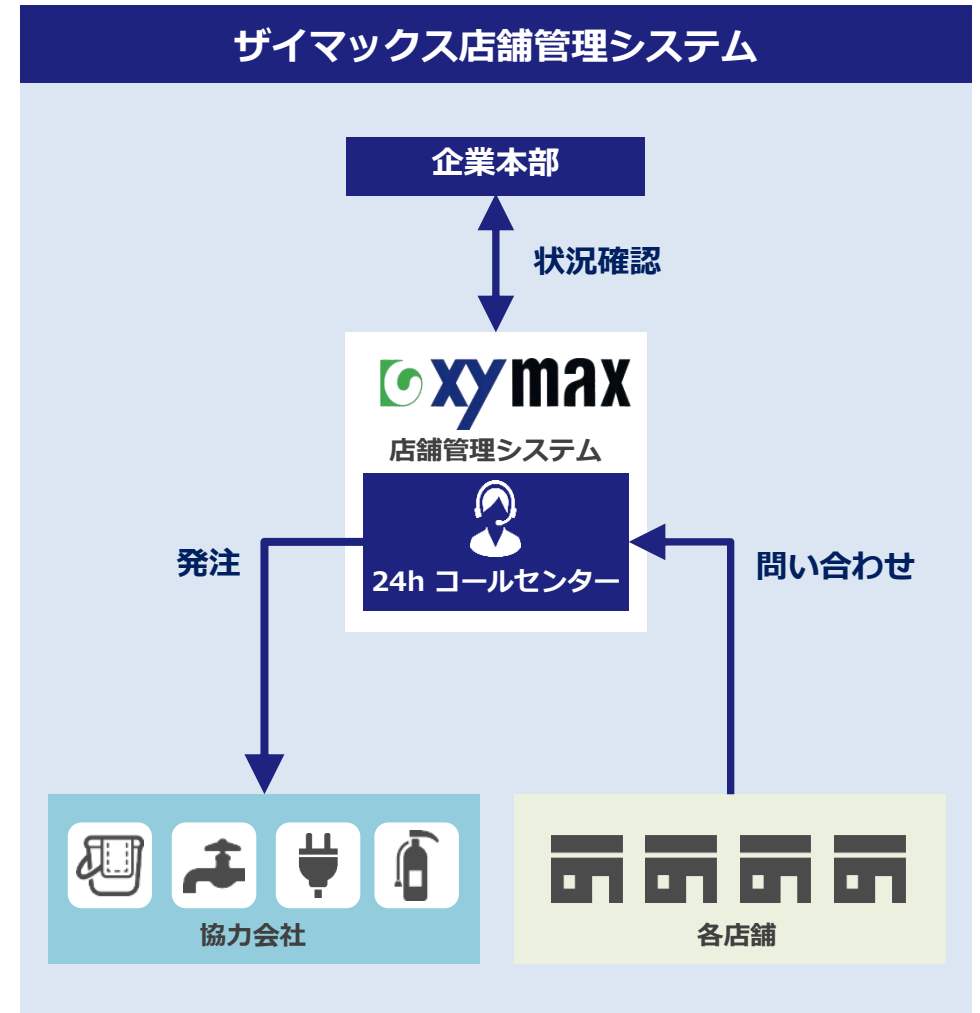 ザイマックス店舗管理システム
企業本部
状況確認
xymax
店舗管理システム
24h コールセンター
発注
問い合わせ
協力会社
各店舗